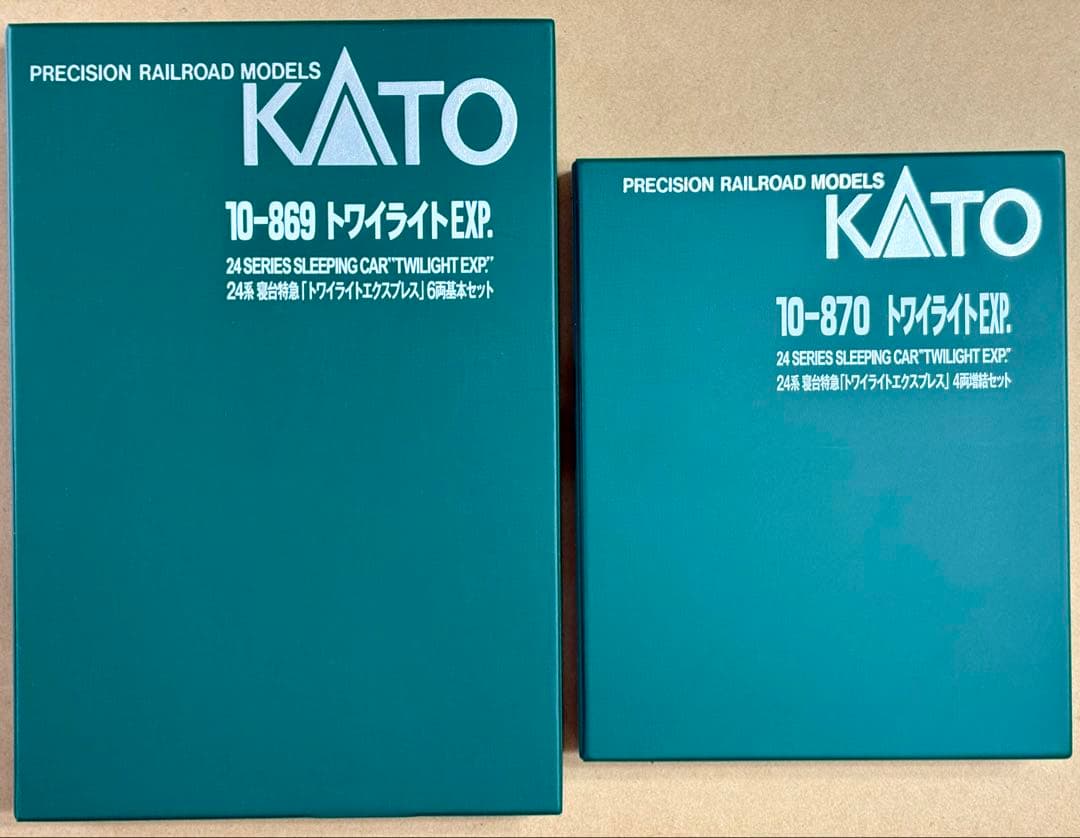 PRECISION RAILROAD MODELS
KATO
10-869 トワイライトEXP.
24 SERIES SLEEPING CAR"TWILIGHT EXP."
24系 寝台特急「トワイライトエクスプレス」6両基本セット
PRECISION RAILROAD MODELS
KATO
10-870 トワイライトEXP.
24 SERIES SLEEPING CAR"TWILIGHT EXP."
24系 寝台特急「トワイライトエクスプレス」4両増結セット